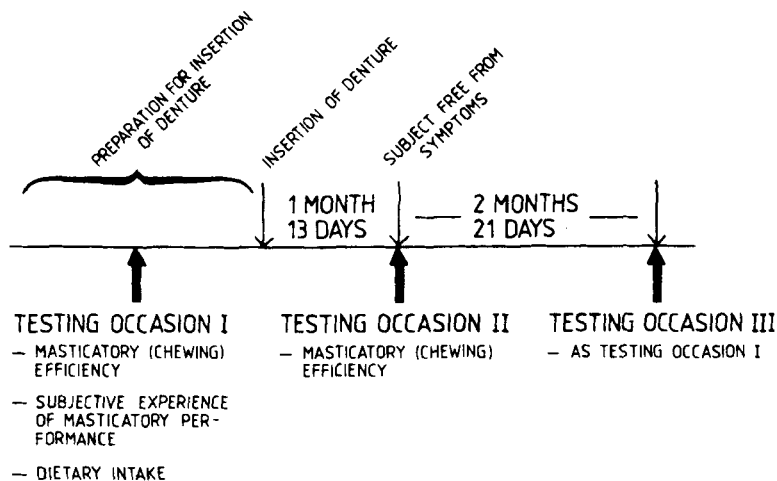 PREPARATION FOR INSERTION
OF DENTURE
INSERTION OF DENTURE
SUBJECT FREE FROM
SYMPTOMS
1 MONTH
13 DAYS
2 MONTHS
21 DAYS
TESTING OCCASION I
– MASTICATORY (CHEWING)
EFFICIENCY
– SUBJECTIVE EXPERIENCE
OF MASTICATORY PER-
FORMANCE
– DIETARY INTAKE
TESTING OCCASION II
– MASTICATORY (CHEWING)
EFFICIENCY
TESTING OCCASION III
– AS TESTING OCCASION I